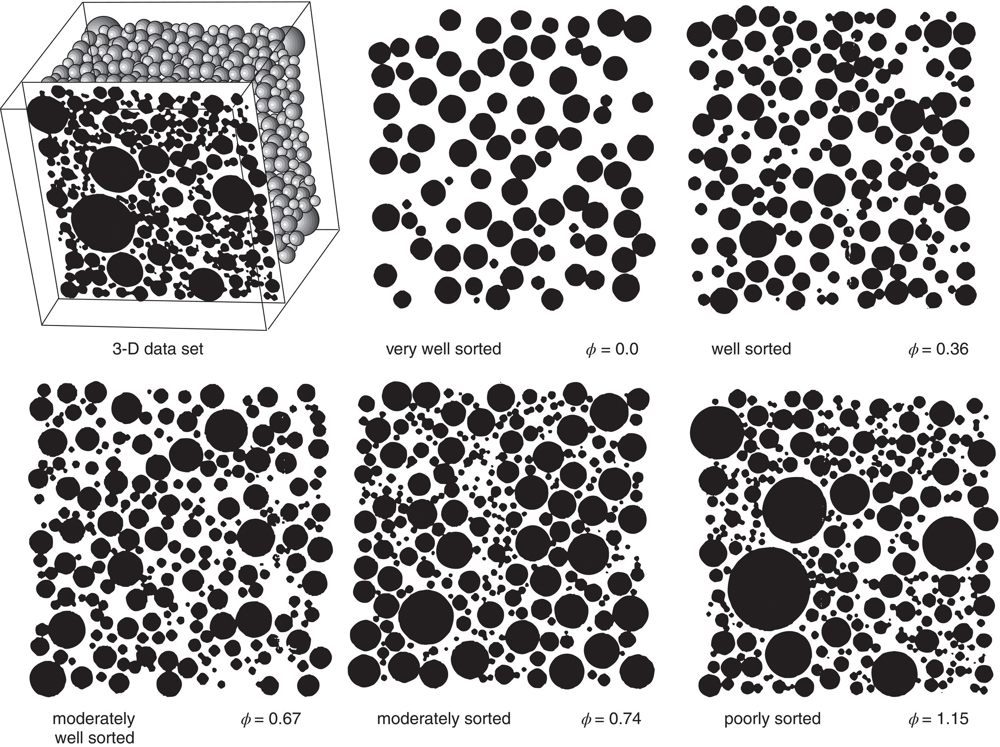 3-D data set
very well sorted ϕ = 0.0
well sorted ϕ = 0.36
moderately ϕ = 0.67
well sorted
moderately sorted ϕ = 0.74
poorly sorted ϕ = 1.15